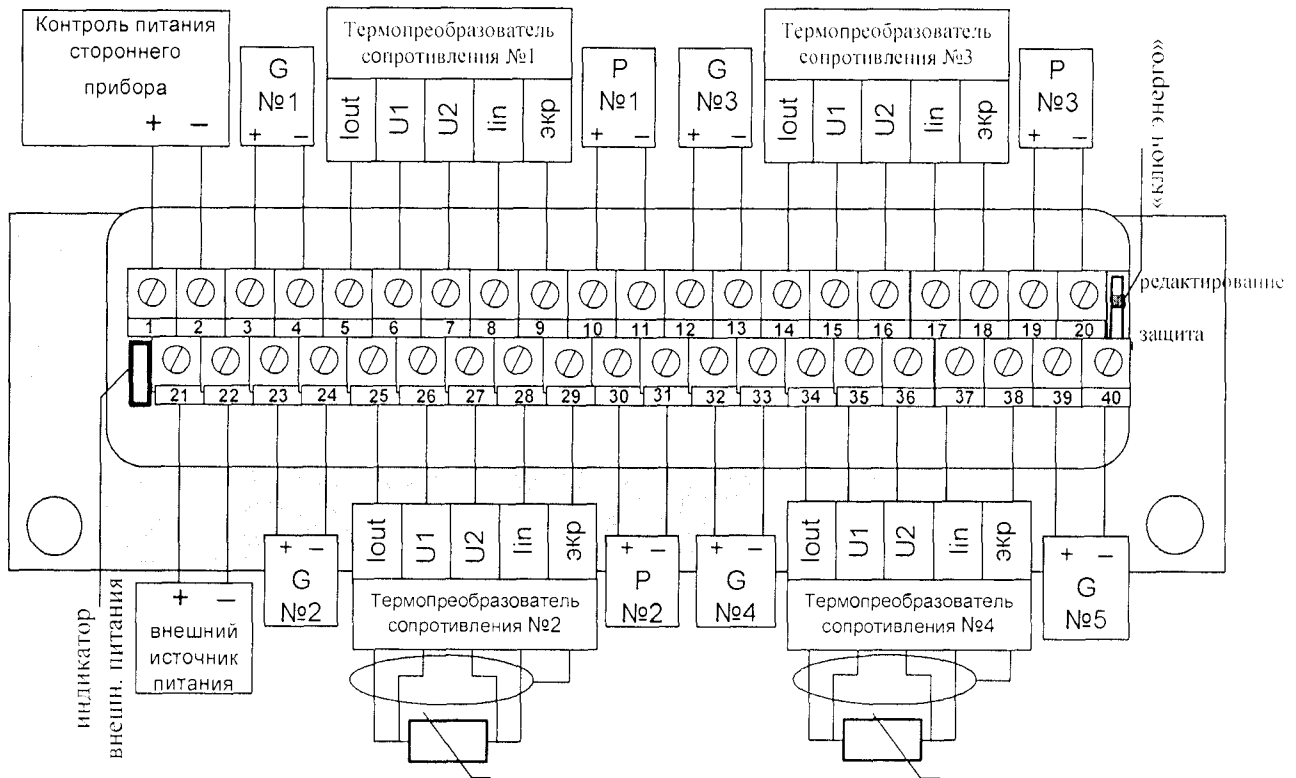 Контроль питания
стороннего
прибора
+ −
G
№1
+ −
Термопреобразователь
сопротивления №1
Iout U1 U2 Iin экр
P
№1
+ −
G
№3
+ −
Термопреобразователь
сопротивления №3
Iout U1 U2 Iin экр
P
№3
+ −
«ключ энерго»
редактирование
защита
1 2 3 4 5 6 7 8 9 10 11 12 13 14 15 16 17 18 19 20
21 22 23 24 25 26 27 28 29 30 31 32 33 34 35 36 37 38 39 40
индикатор
внешн. питания
+ −
внешний
источник
питания
+ −
G
№2
Iout U1 U2 Iin экр
Термопреобразователь
сопротивления №2
+ −
P
№2
+ −
G
№4
Iout U1 U2 Iin экр
Термопреобразователь
сопротивления №4
+ −
G
№5